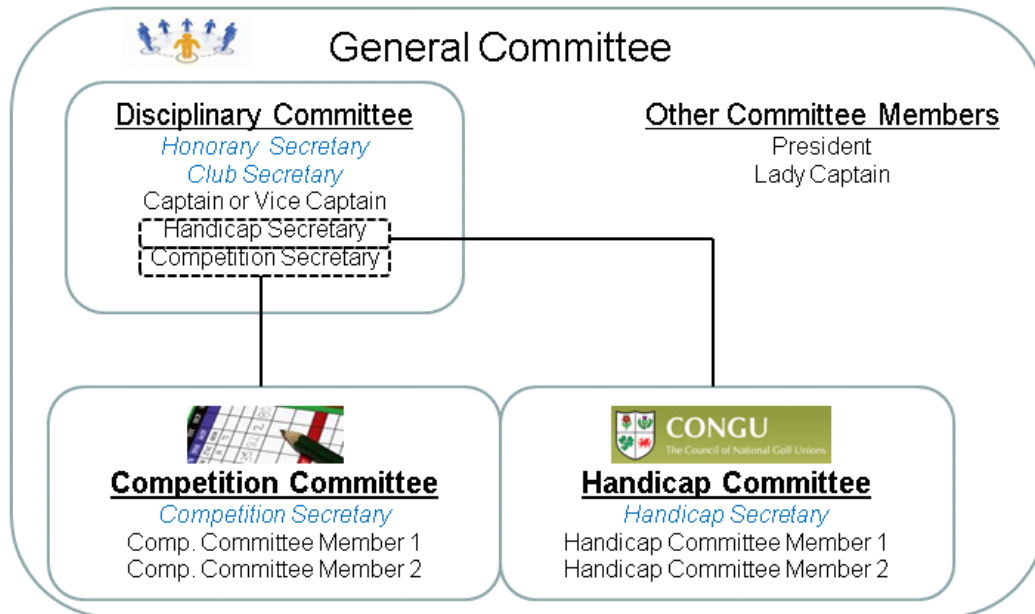 General Committee
Disciplinary Committee
Honorary Secretary
Club Secretary
Captain or Vice Captain
Handicap Secretary
Competition Secretary
Other Committee Members
President
Lady Captain
Competition Committee
Competition Secretary
Comp. Committee Member 1
Comp. Committee Member 2
CONGU
The Council of National Golf Unions
Handicap Committee
Handicap Secretary
Handicap Committee Member 1
Handicap Committee Member 2